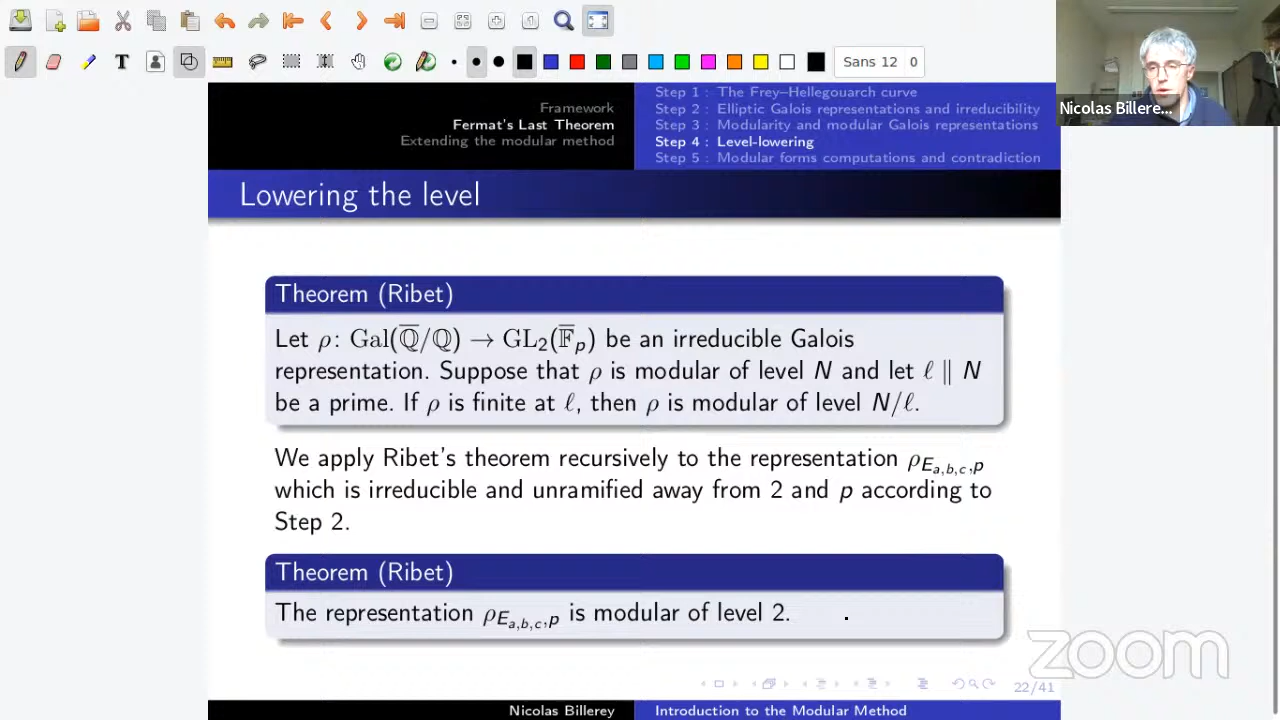 Sans 12 0
Nicolas Billere...
Framework
Fermat's Last Theorem
Extending the modular method
Step 1 : The Frey–Hellegouarch curve
Step 2 : Elliptic Galois representations and irreducibility
Step 3 : Modularity and modular Galois representations
Step 4 : Level-lowering
Step 5 : Modular forms computations and contradiction
Lowering the level
Theorem (Ribet)
Let ρ: Gal(Q̅/Q) → GL₂(F̅ₚ) be an irreducible Galois
representation. Suppose that ρ is modular of level N and let ℓ ∥ N
be a prime. If ρ is finite at ℓ, then ρ is modular of level N/ℓ.
We apply Ribet's theorem recursively to the representation ρ_{E_{a,b,c},p}
which is irreducible and unramified away from 2 and p according to
Step 2.
Theorem (Ribet)
The representation ρ_{E_{a,b,c},p} is modular of level 2.
zoom
22/41
Nicolas Billerey Introduction to the Modular Method